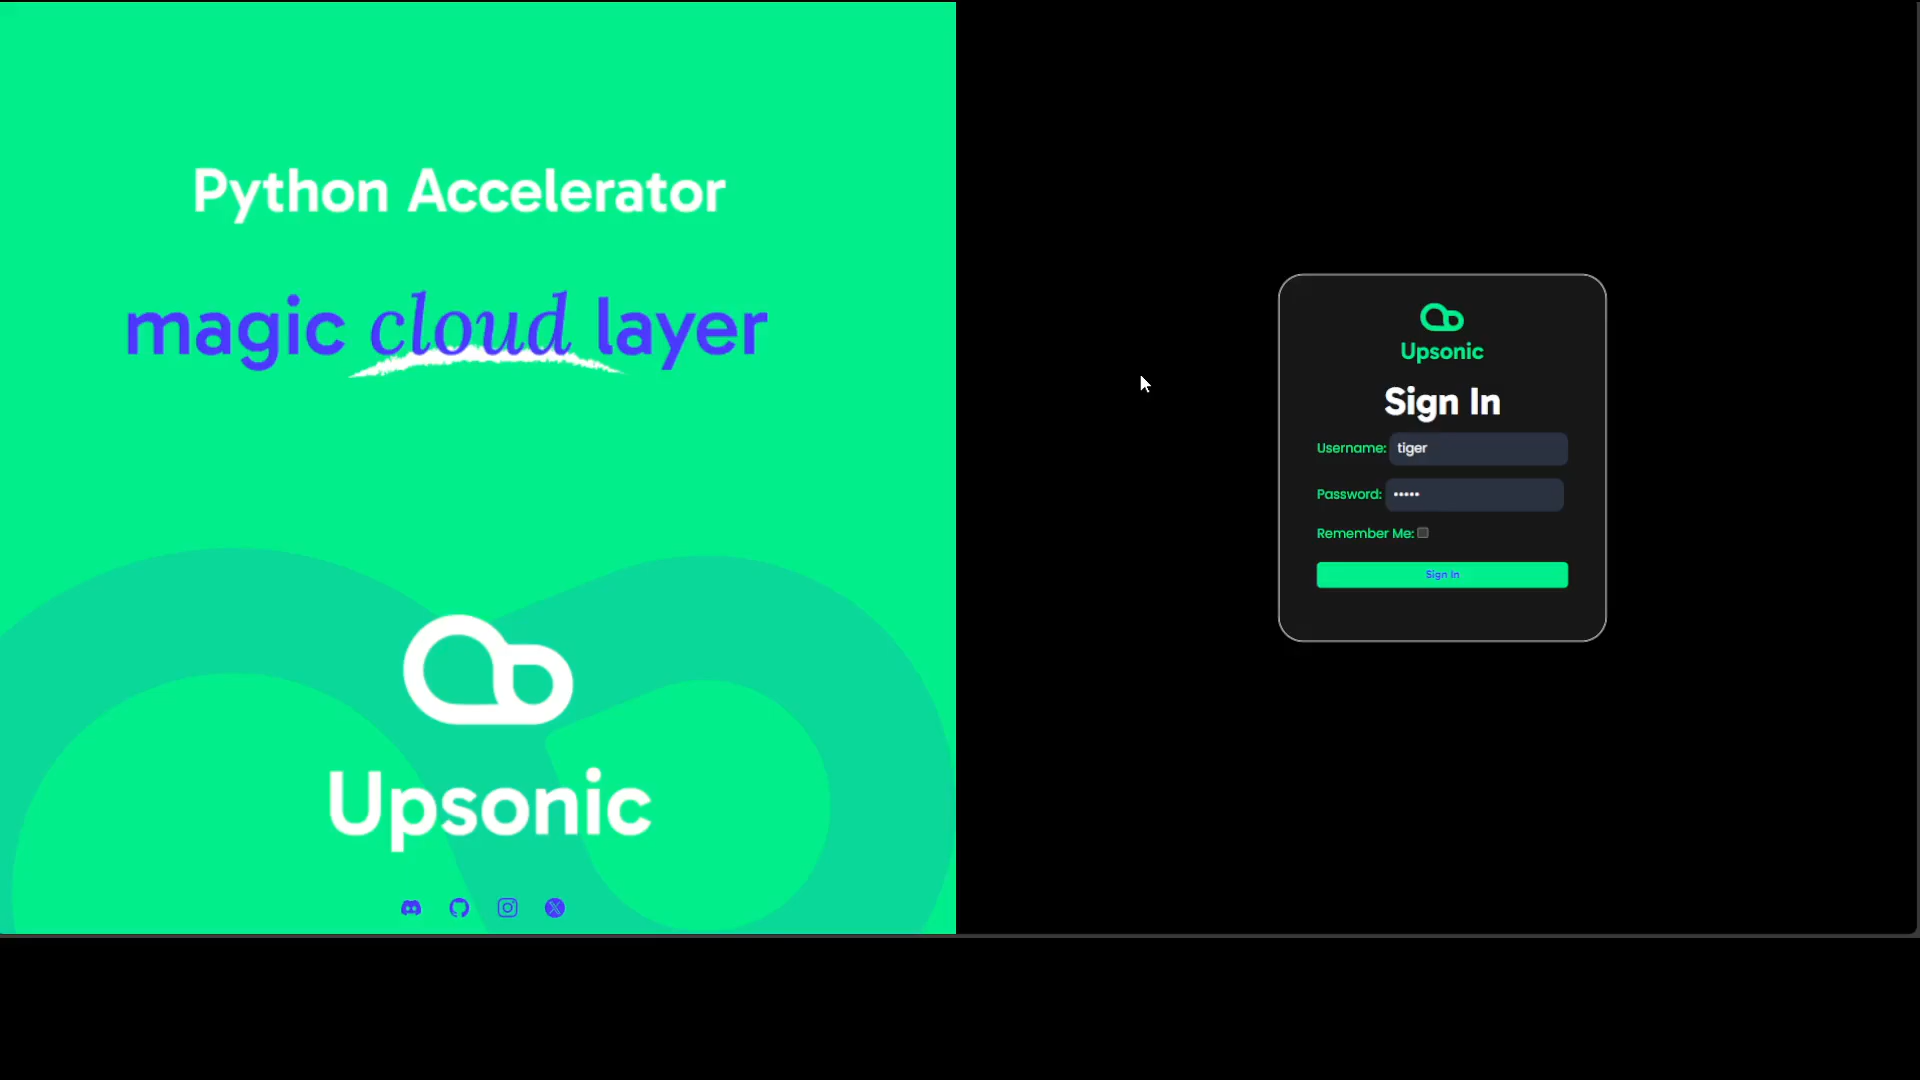 Python Accelerator
magic cloud layer
Upsonic
Upsonic
Sign In
Username: tiger
Password: •••••
Remember Me:
Sign In